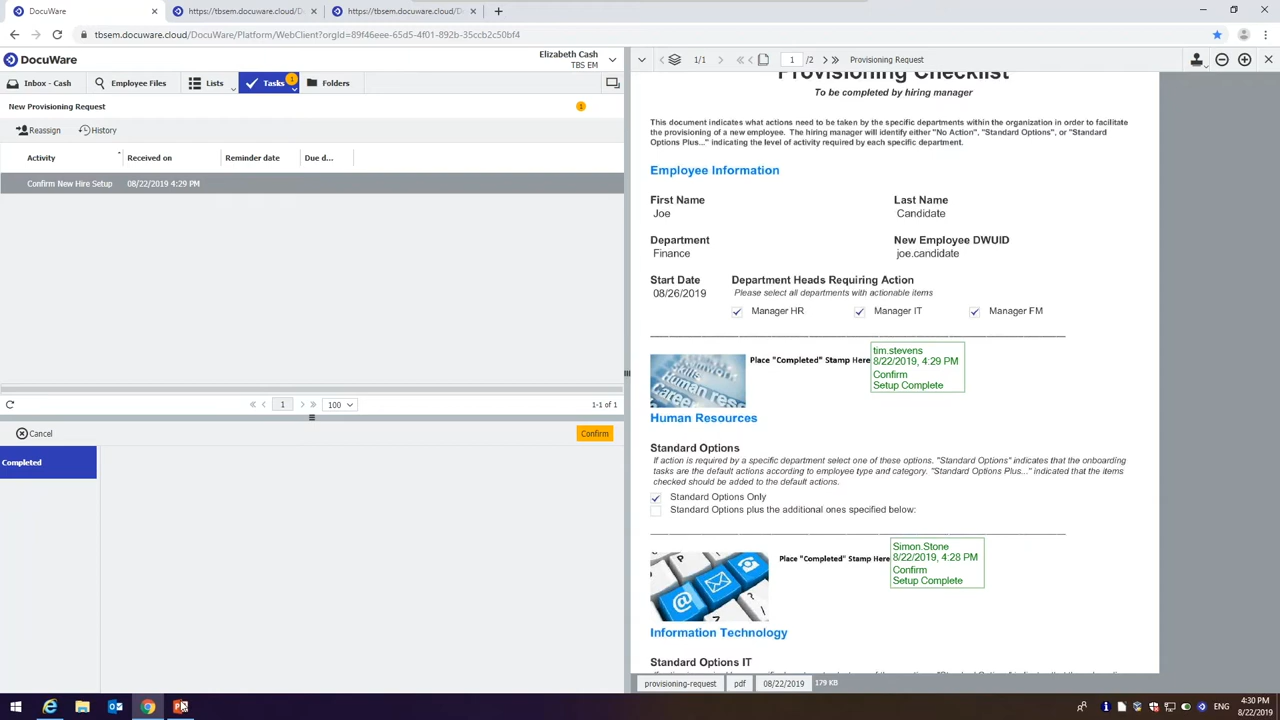 DocuWare
https://tbsem.docuware.cloud/D
https://tbsem.docuware.cloud/D
tbsem.docuware.cloud/DocuWare/Platform/WebClient?orgId=89f46eee-65d5-4f01-892b-35ccbc250bf4
DocuWare
Elizabeth Cash
TBS EM
Inbox - Cash
Employee Files
Lists
Tasks
1
Folders
New Provisioning Request
1
Reassign
History
Activity
Received on
Reminder date
Due d...
Confirm New Hire Setup
08/22/2019 4:29 PM
1
100
1-1 of 1
Cancel
Confirm
Completed
1/1
1
/2
Provisioning Request
Provisioning Checklist
To be completed by hiring manager
This document indicates what actions need to be taken by the specific departments within the organization in order to facilitate
the provisioning of a new employee. The hiring manager will identify either "No Action", "Standard Options", or "Standard
Options Plus..." indicating the level of activity required by each specific department.
Employee Information
First Name
Joe
Last Name
Candidate
Department
Finance
New Employee DWUID
joe.candidate
Start Date
08/26/2019
Department Heads Requiring Action
Please select all departments with actionable items
Manager HR
Manager IT
Manager FM
Place "Completed" Stamp Here
tim.stevens
8/22/2019, 4:29 PM
Confirm
Setup Complete
skills
human res
Human Resources
Standard Options
If action is required by a specific department select one of these options. "Standard Options" indicates that the onboarding
tasks are the default actions according to employee type and category. "Standard Options Plus..." indicated that the items
checked should be added to the default actions.
Standard Options Only
Standard Options plus the additional ones specified below:
Place "Completed" Stamp Here
Simon.Stone
8/22/2019, 4:28 PM
Confirm
Setup Complete
Information Technology
Standard Options IT
provisioning-request
pdf
08/22/2019
179 KB
4:30 PM
8/22/2019